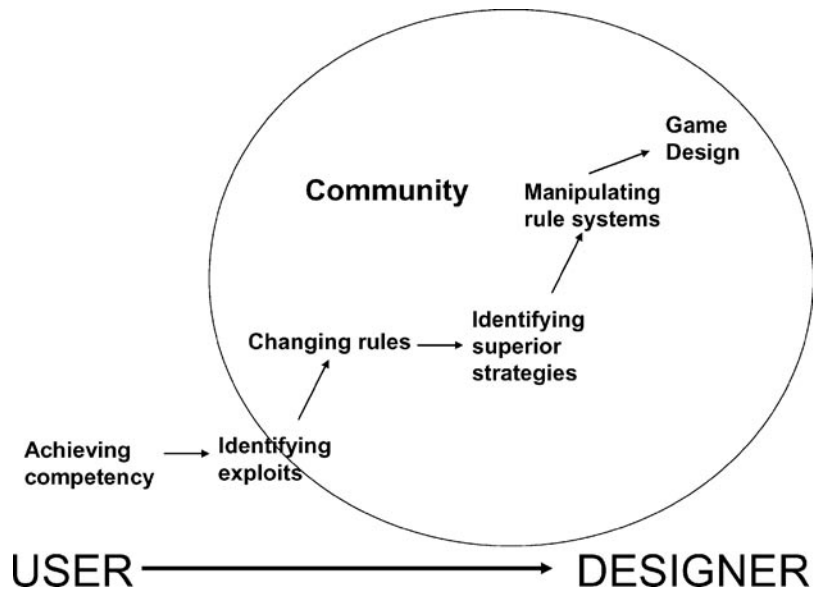 Game
Design
Community
Manipulating
rule systems
Changing rules
Identifying
superior
strategies
Achieving
competency
Identifying
exploits
USER
DESIGNER